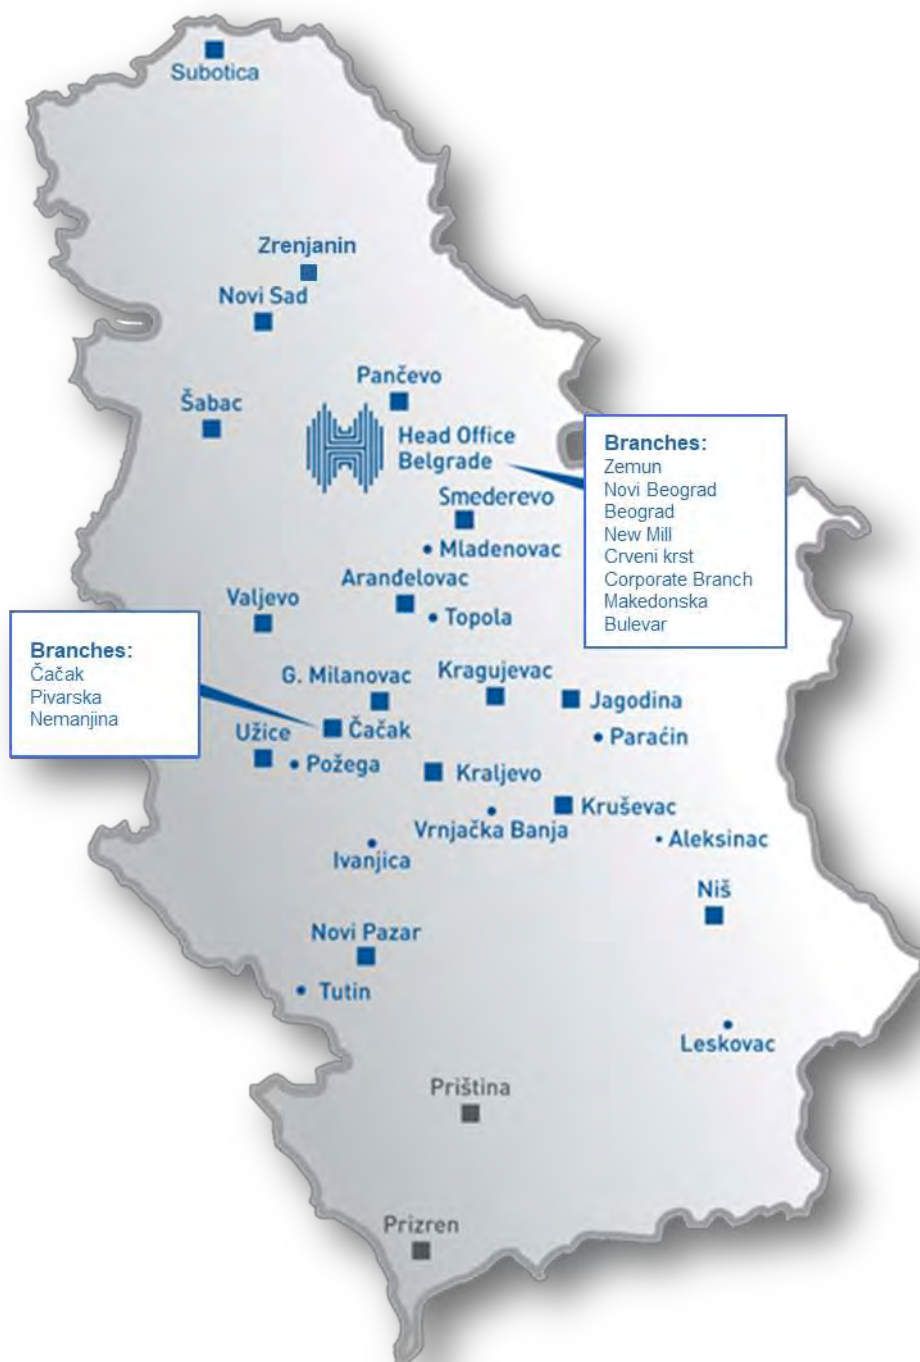 Subotica
Zrenjanin
Novi Sad
Pančevo
Šabac
Head Office
Belgrade
Branches:
Zemun
Novi Beograd
Beograd
New Mill
Crveni krst
Corporate Branch
Makedonska
Bulevar
Smederevo
Mladenovac
Aranđelovac
Valjevo
Topola
Branches:
Čačak
Pivarska
Nemanjina
G. Milanovac
Kragujevac
Jagodina
Čačak
Užice
Paraćin
Požega
Kraljevo
Kruševac
Vrnjačka Banja
Aleksinac
Ivanjica
Niš
Novi Pazar
Tutin
Leskovac
Priština
Prizren